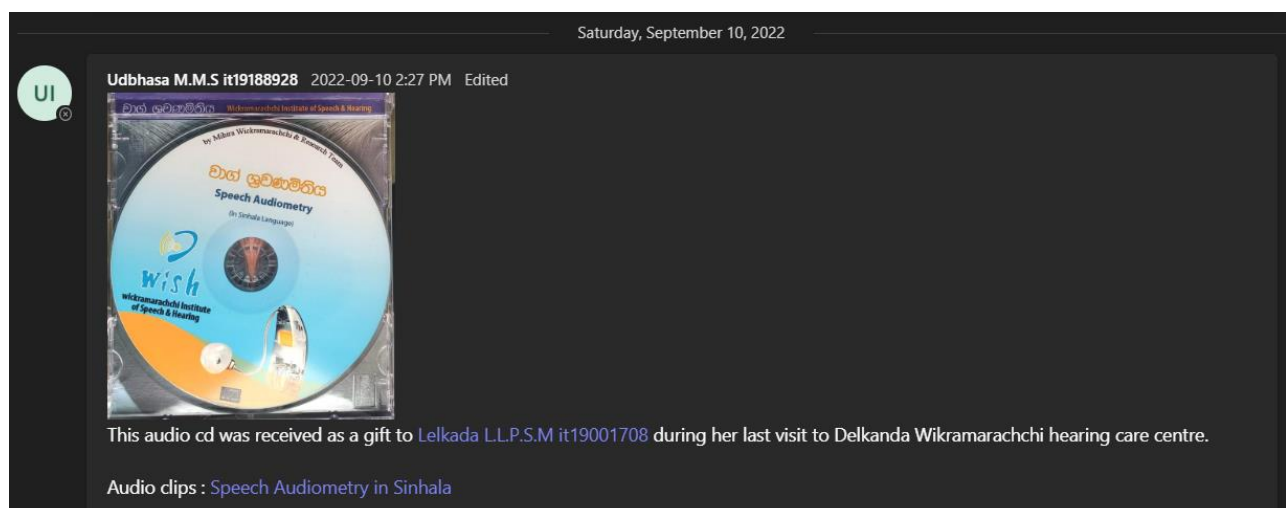 Saturday, September 10, 2022
UI
Udbhasa M.M.S it19188928 2022-09-10 2:27 PM Edited
වාග් ශ්‍රවණමිතිය Wickramarachchi Institute of Speech & Hearing
by Mihira Wickramarachchi & Research Team
වාග් ශ්‍රවණමිතිය
Speech Audiometry
(In Sinhala Language)
Wish
wickramarachchi Institute
of Speech & Hearing
This audio cd was received as a gift to Lelkada L.L.P.S.M it19001708 during her last visit to Delkanda Wikramarachchi hearing care centre.
Audio clips : Speech Audiometry in Sinhala